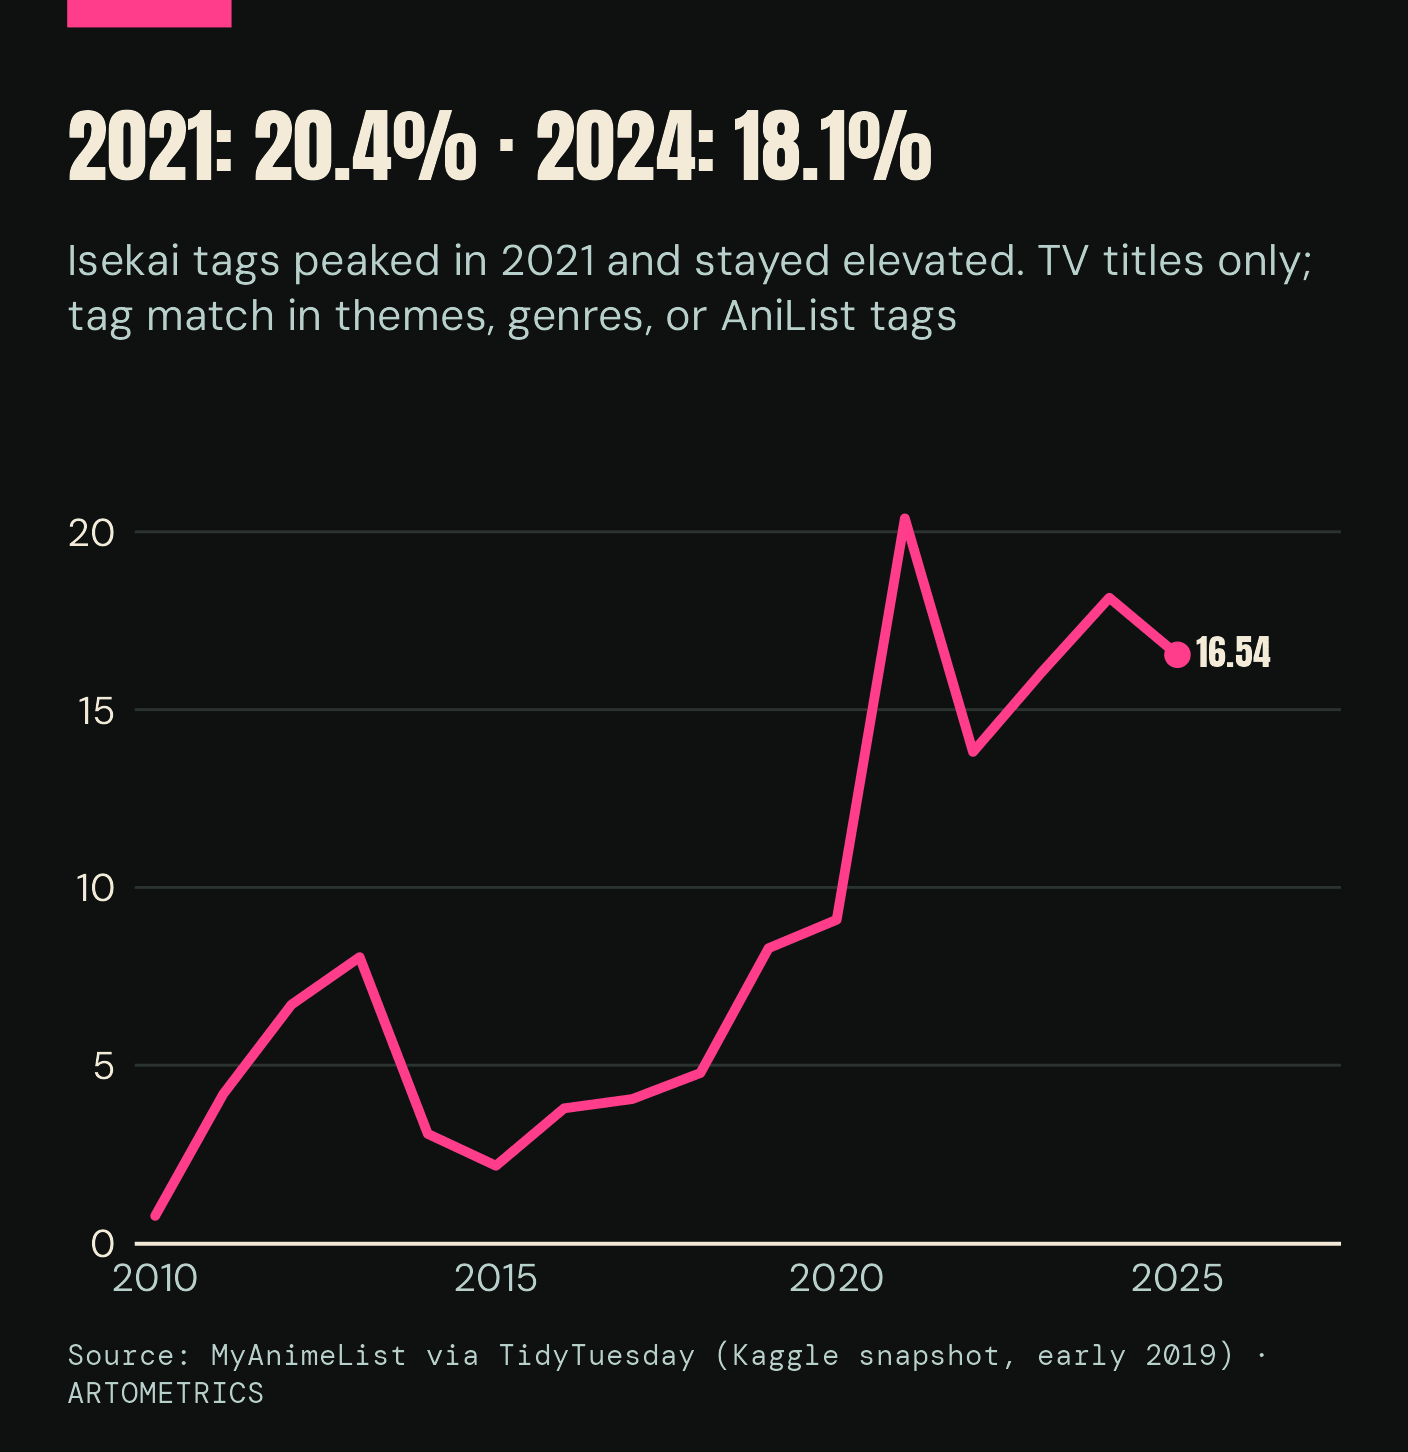 2021: 20.4% · 2024: 18.1%
Isekai tags peaked in 2021 and stayed elevated. TV titles only;
tag match in themes, genres, or AniList tags
20
15
10
5
0
16.54
2010 2015 2020 2025
Source: MyAnimeList via TidyTuesday (Kaggle snapshot, early 2019) ·
ARTOMETRICS